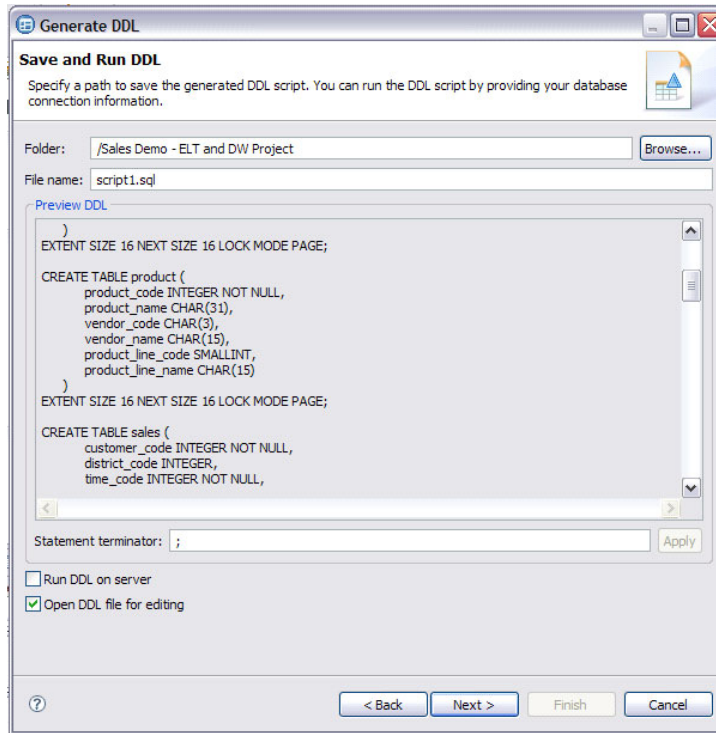 Generate DDL
Save and Run DDL
Specify a path to save the generated DDL script. You can run the DDL script by providing your database
connection information.
Folder: /Sales Demo - ELT and DW Project Browse...
File name: script1.sql
Preview DDL
)
EXTENT SIZE 16 NEXT SIZE 16 LOCK MODE PAGE;
CREATE TABLE product (
product_code INTEGER NOT NULL,
product_name CHAR(31),
vendor_code CHAR(3),
vendor_name CHAR(15),
product_line_code SMALLINT,
product_line_name CHAR(15)
)
EXTENT SIZE 16 NEXT SIZE 16 LOCK MODE PAGE;
CREATE TABLE sales (
customer_code INTEGER NOT NULL,
district_code INTEGER,
time_code INTEGER NOT NULL,
Statement terminator: ; Apply
Run DDL on server
Open DDL file for editing
? < Back Next > Finish Cancel